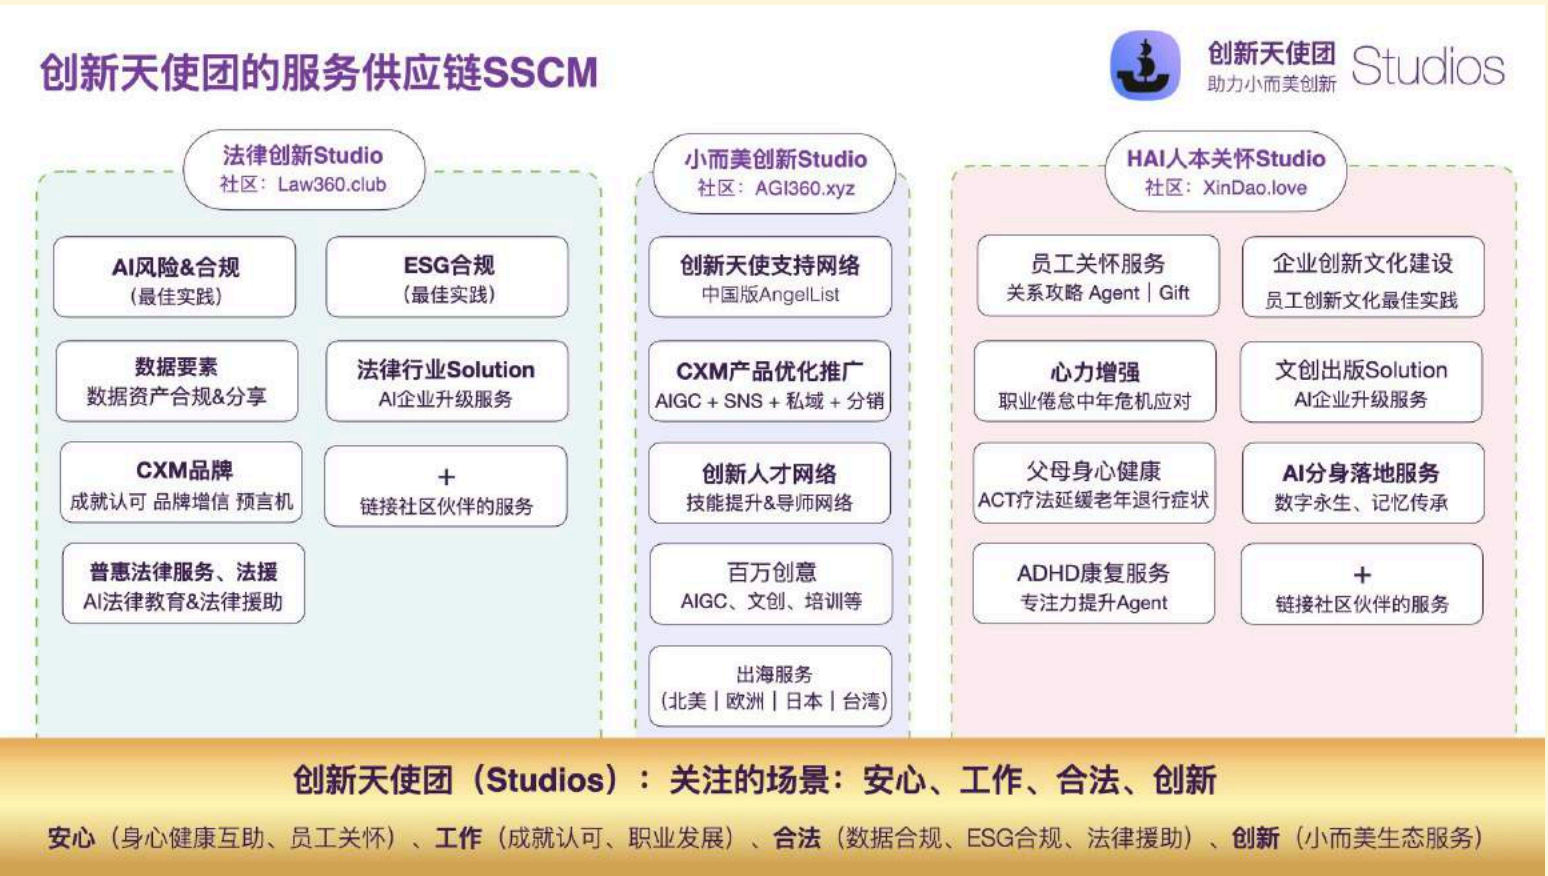 创新天使团的服务供应链SSCM
创新天使团
助力小而美创新
Studios
法律创新Studio
社区：Law360.club
AI风险&合规
（最佳实践）
ESG合规
（最佳实践）
数据要素
数据资产合规&分享
法律行业Solution
AI企业升级服务
CXM品牌
成就认可 品牌增信 预言机
+
链接社区伙伴的服务
普惠法律服务、法援
AI法律教育&法律援助
小而美创新Studio
社区：AGI360.xyz
创新天使支持网络
中国版AngelList
CXM产品优化推广
AIGC + SNS + 私域 + 分销
创新人才网络
技能提升&导师网络
百万创意
AIGC、文创、培训等
出海服务
（北美｜欧洲｜日本｜台湾）
HAI人本关怀Studio
社区：XinDao.love
员工关怀服务
关系攻略 Agent｜Gift
企业创新文化建设
员工创新文化最佳实践
心力增强
职业倦怠中年危机应对
文创出版Solution
AI企业升级服务
父母身心健康
ACT疗法延缓老年退行症状
AI分身落地服务
数字永生、记忆传承
ADHD康复服务
专注力提升Agent
+
链接社区伙伴的服务
创新天使团（Studios）：关注的场景：安心、工作、合法、创新
安心（身心健康互助、员工关怀）、工作（成就认可、职业发展）、合法（数据合规、ESG合规、法律援助）、创新（小而美生态服务）